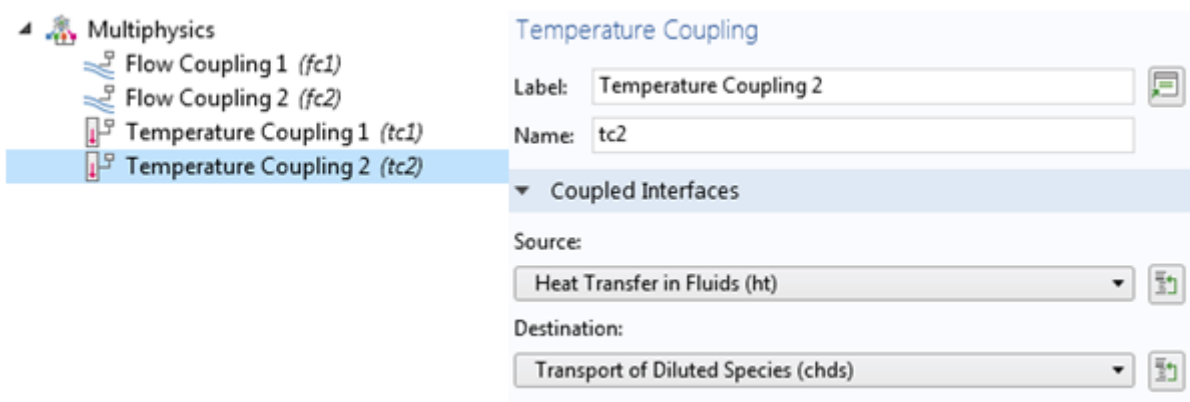 Multiphysics
Flow Coupling 1 (fc1)
Flow Coupling 2 (fc2)
Temperature Coupling 1 (tc1)
Temperature Coupling 2 (tc2)
Temperature Coupling
Label: Temperature Coupling 2
Name: tc2
Coupled Interfaces
Source:
Heat Transfer in Fluids (ht)
Destination:
Transport of Diluted Species (chds)